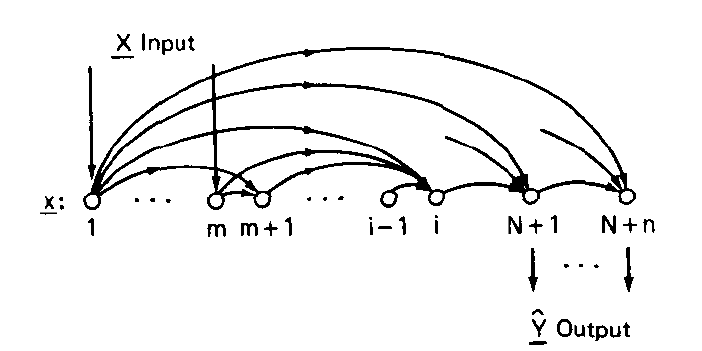 X Input
x: 1 ... m m+1 ... i-1 i N+1 N+n
...
Ŷ Output